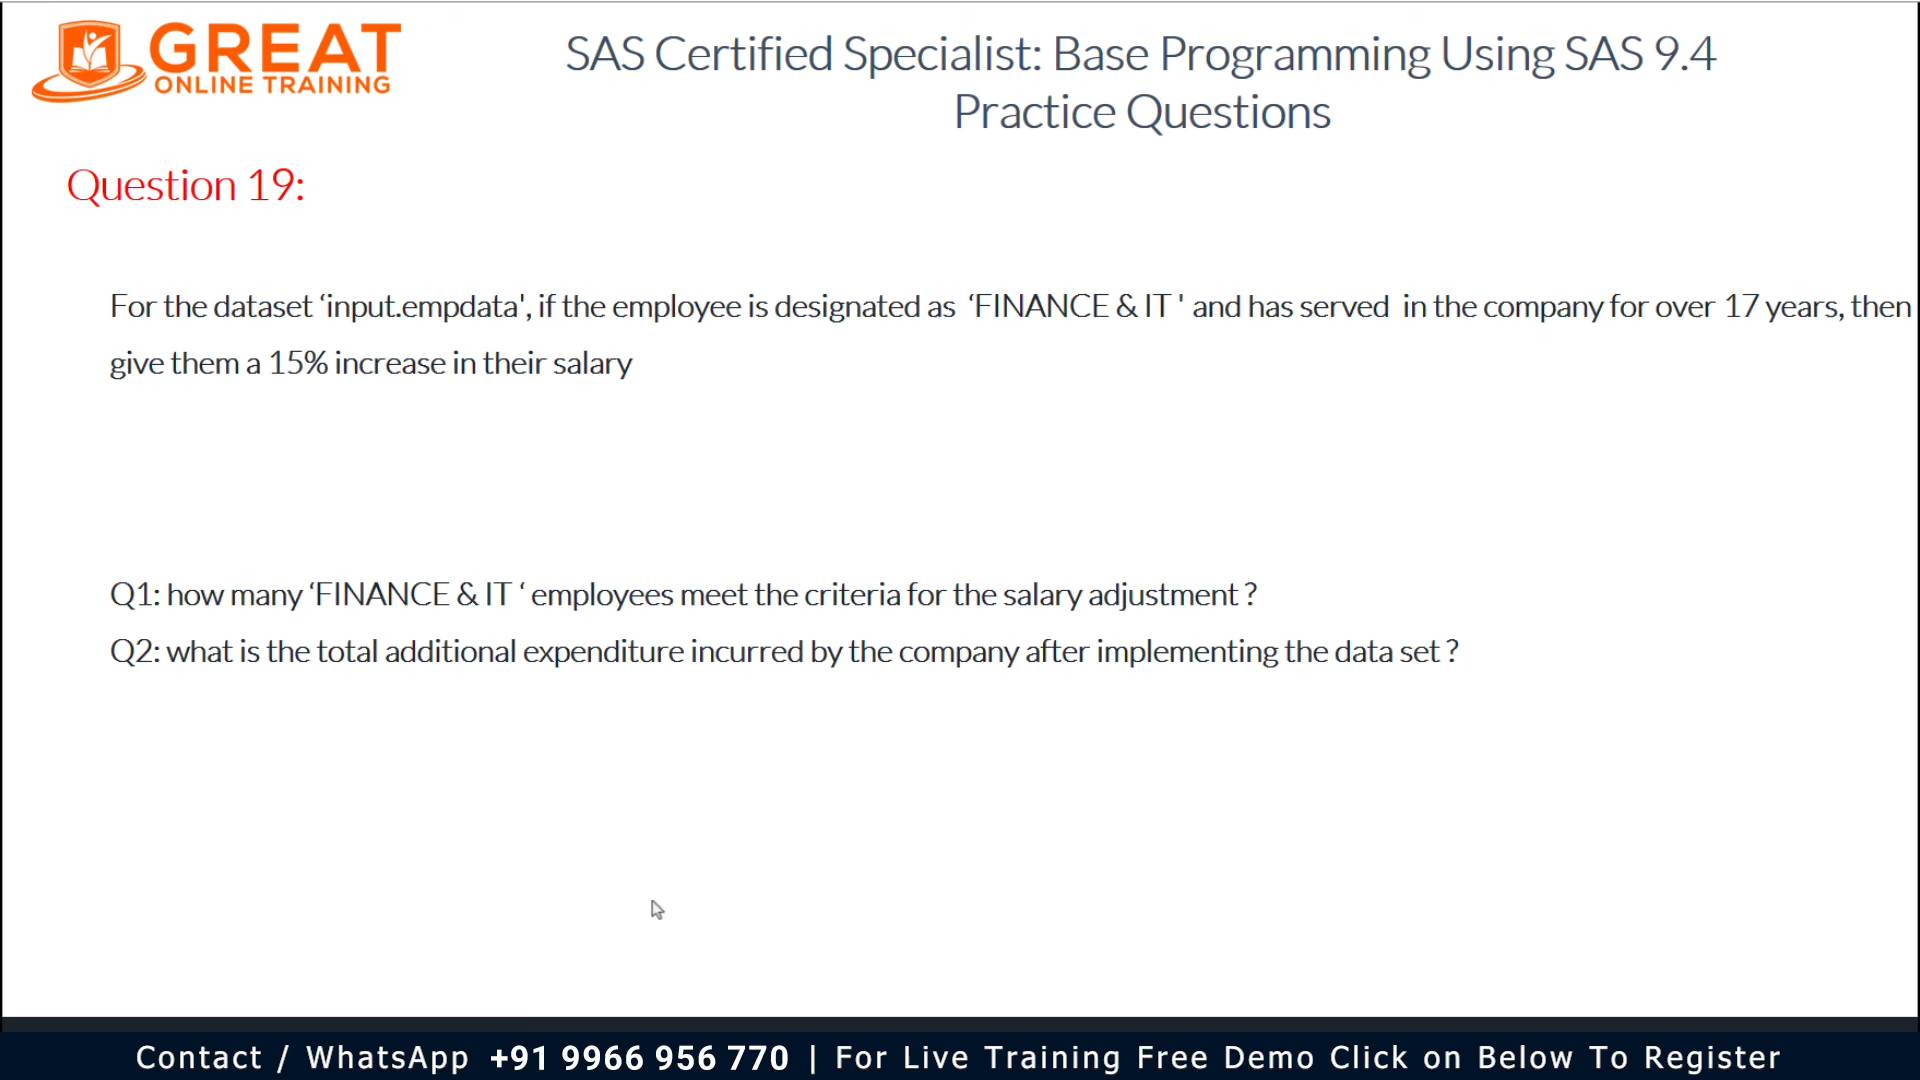 GREAT
ONLINE TRAINING
SAS Certified Specialist: Base Programming Using SAS 9.4
Practice Questions
Question 19:
For the dataset ‘input.empdata', if the employee is designated as ‘FINANCE & IT ' and has served in the company for over 17 years, then
give them a 15% increase in their salary
Q1: how many ‘FINANCE & IT ‘ employees meet the criteria for the salary adjustment ?
Q2: what is the total additional expenditure incurred by the company after implementing the data set ?
Contact / WhatsApp +91 9966 956 770 | For Live Training Free Demo Click on Below To Register